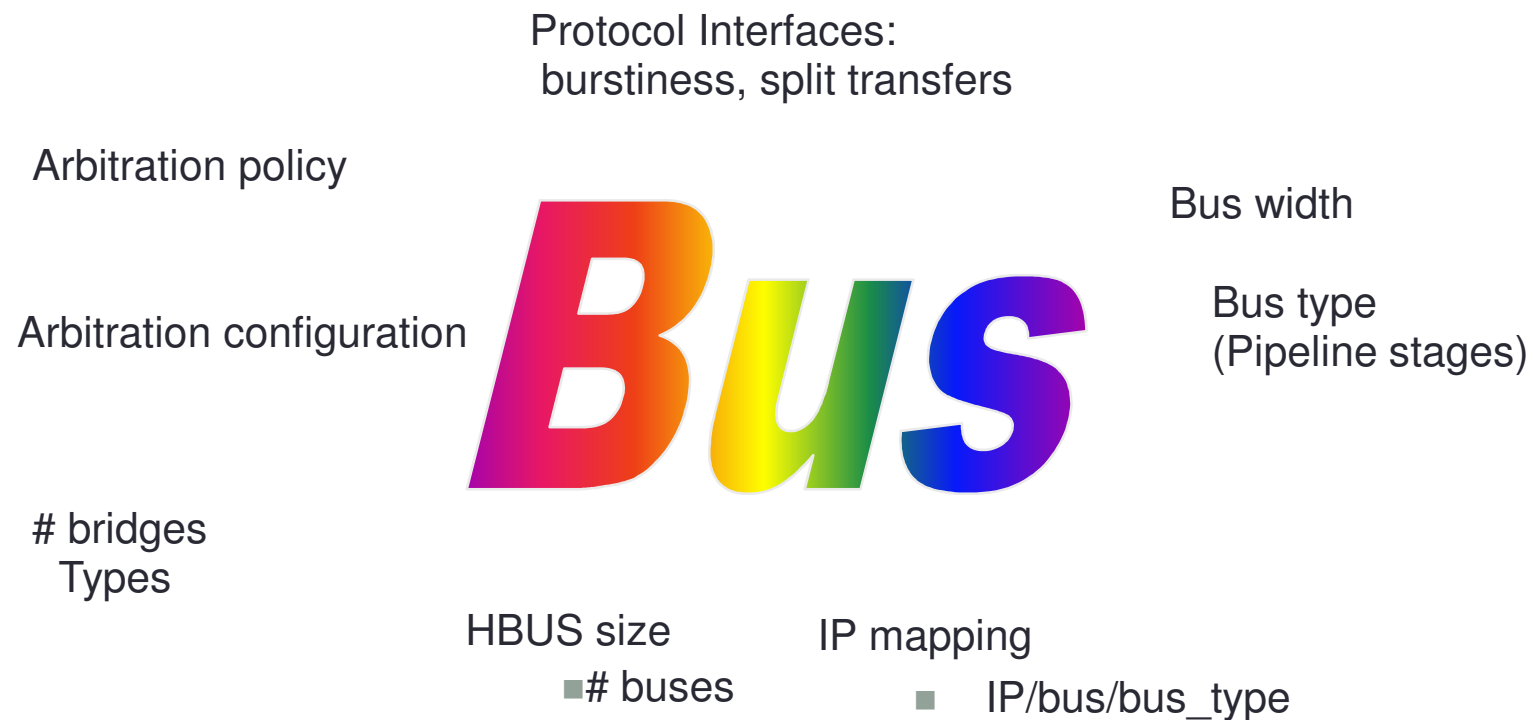 Protocol Interfaces:
burstiness, split transfers
Arbitration policy
Bus width
Bus
Bus type
(Pipeline stages)
Arbitration configuration
# bridges
Types
HBUS size
# buses
IP mapping
IP/bus/bus_type